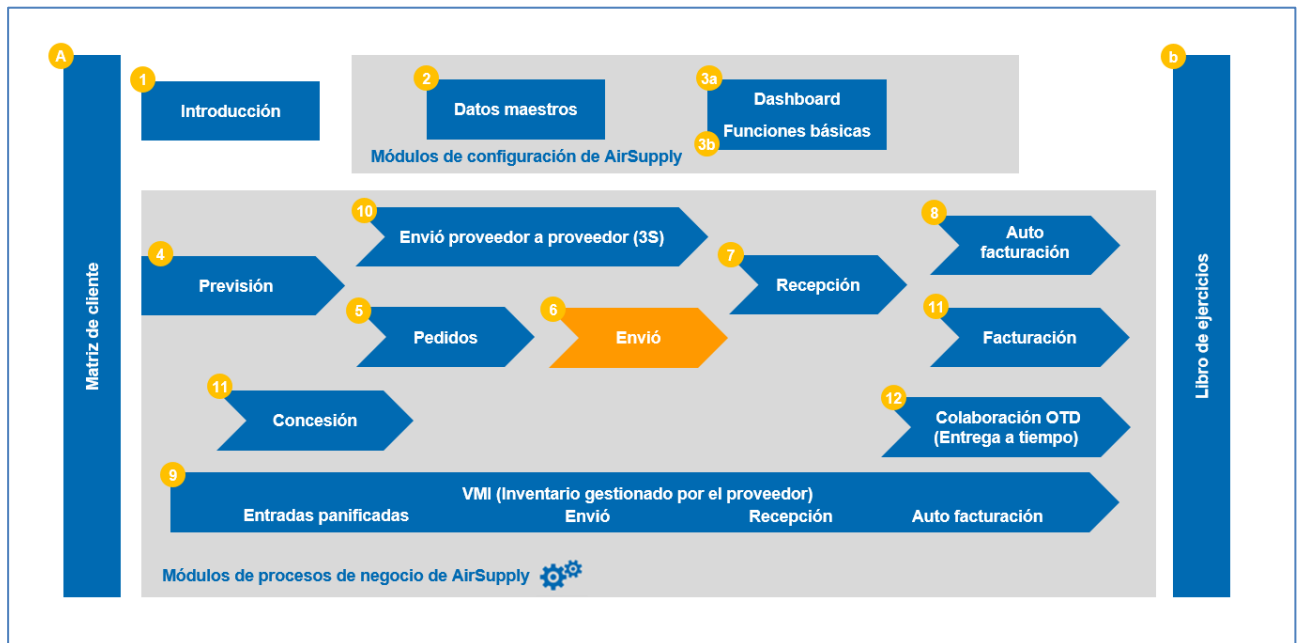 A
Matriz de cliente
1
Introducción
2
Datos maestros
3a
Dashboard
Funciones básicas
3b
Módulos de configuración de AirSupply
b
Libro de ejercicios
10
Envió proveedor a proveedor (3S)
4
Previsión
5
Pedidos
6
Envió
7
Recepción
8
Auto
facturación
11
Facturación
11
Concesión
12
Colaboración OTD
(Entrega a tiempo)
9
VMI (Inventario gestionado por el proveedor)
Entradas panificadas Envió Recepción Auto facturación
Módulos de procesos de negocio de AirSupply